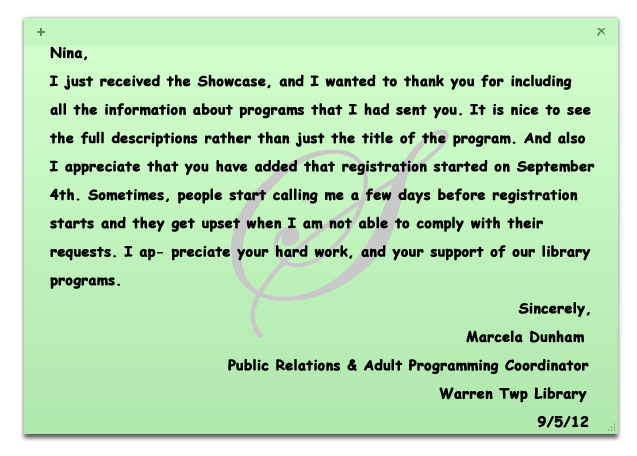 Nina,
I just received the Showcase, and I wanted to thank you for including
all the information about programs that I had sent you. It is nice to see
the full descriptions rather than just the title of the program. And also
I appreciate that you have added that registration started on September
4th. Sometimes, people start calling me a few days before registration
starts and they get upset when I am not able to comply with their
requests. I ap- preciate your hard work, and your support of our library
programs.
Sincerely,
Marcela Dunham
Public Relations & Adult Programming Coordinator
Warren Twp Library
9/5/12